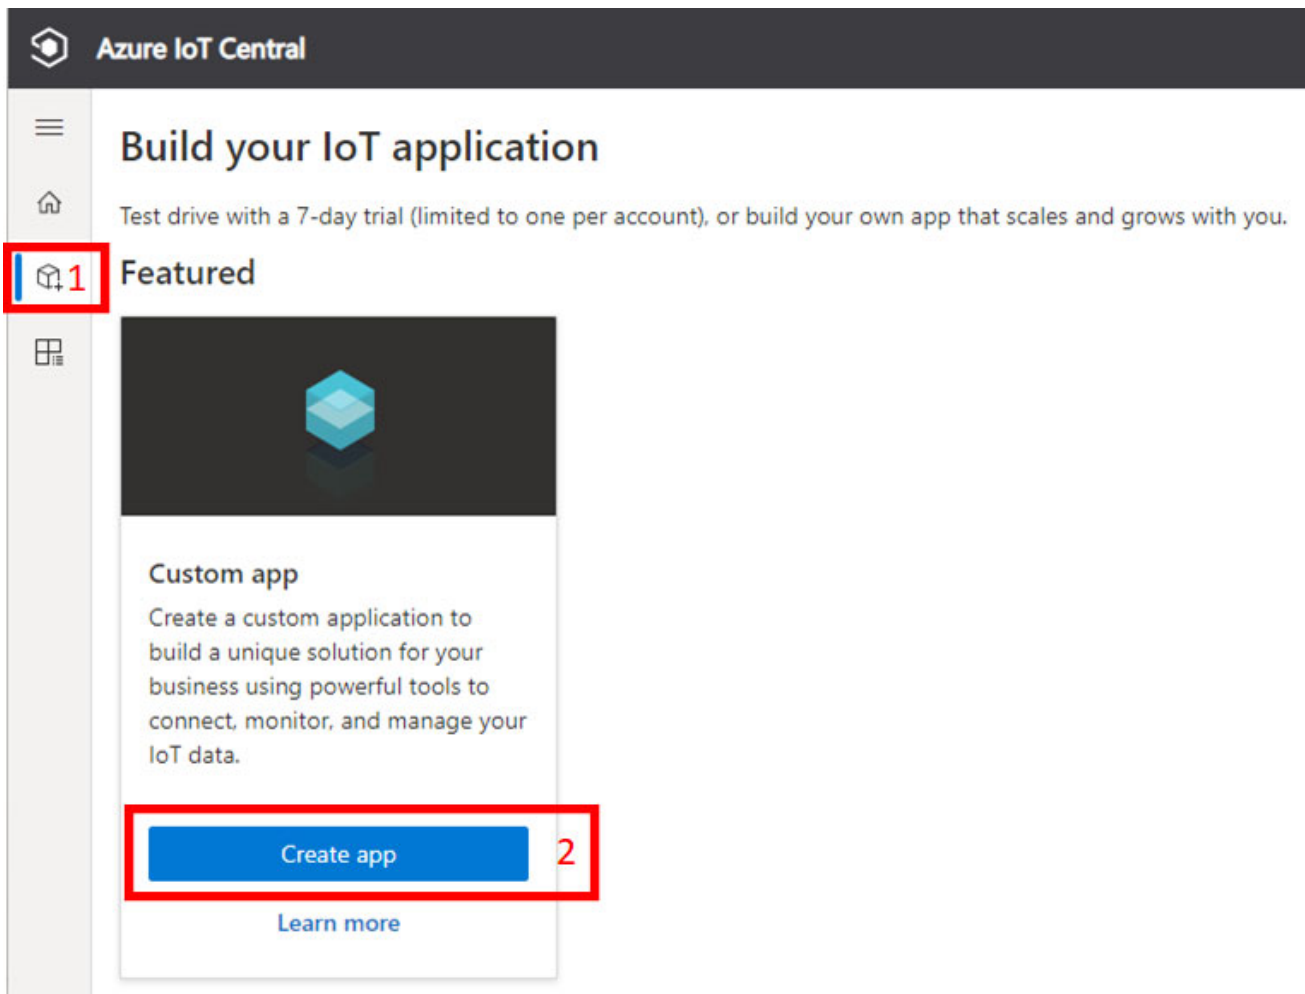 Azure IoT Central
Build your IoT application
Test drive with a 7-day trial (limited to one per account), or build your own app that scales and grows with you.
1
Featured
Custom app
Create a custom application to
build a unique solution for your
business using powerful tools to
connect, monitor, and manage your
IoT data.
Create app
2
Learn more